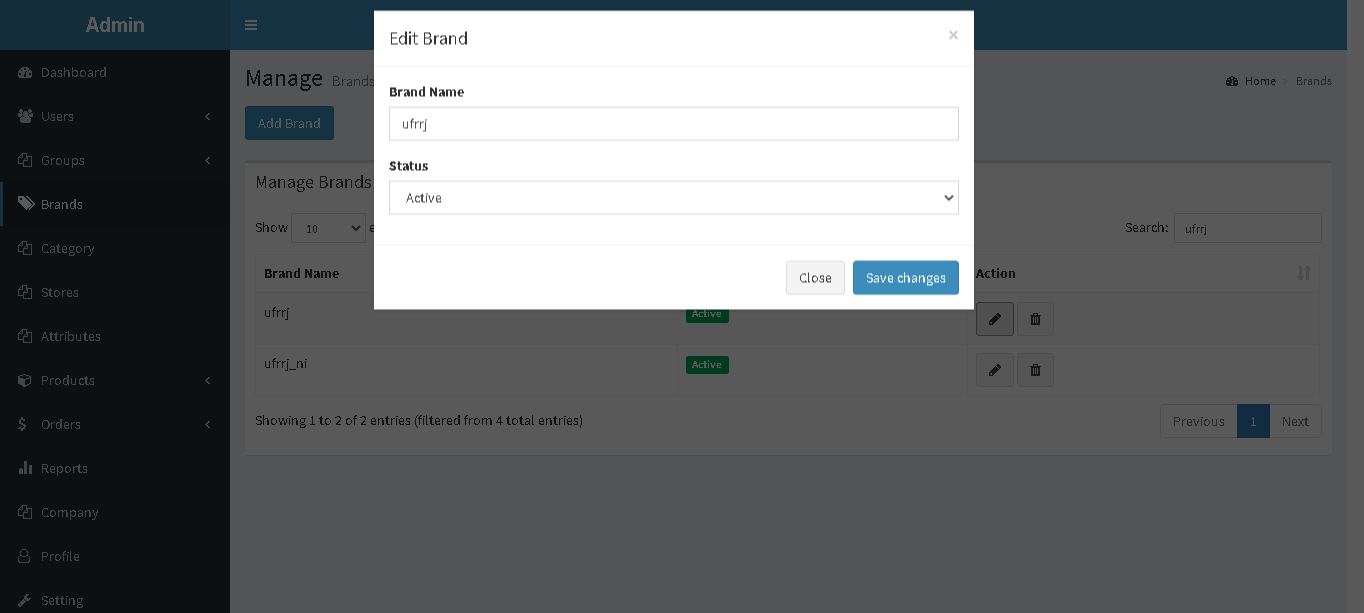 Admin
Dashboard
Users
Groups
Brands
Category
Stores
Attributes
Products
Orders
Reports
Company
Profile
Setting
Manage Brands
Home > Brands
Add Brand
Manage Brands
Show 10 e
Search: ufrrj
Brand Name
Action
ufrrj
Active
ufrrj_ni
Active
Showing 1 to 2 of 2 entries (filtered from 4 total entries)
Previous 1 Next
Edit Brand
×
Brand Name
ufrrj
Status
Active
Close
Save changes